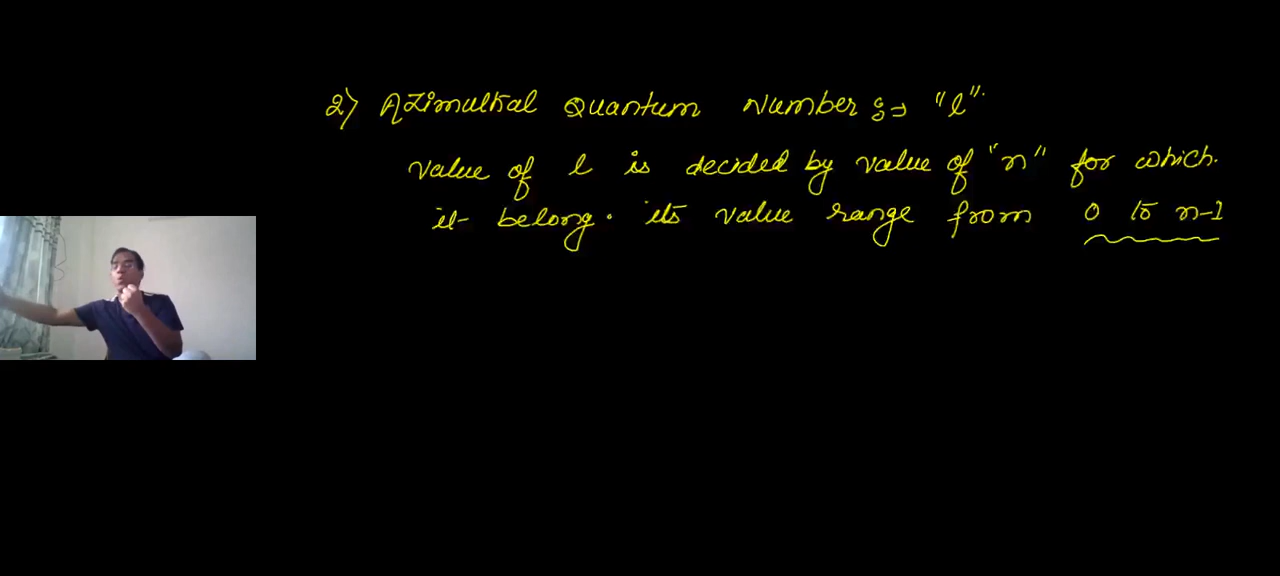 2) Azimuthal Quantum Number :→ "l".
value of l is decided by value of "n" for which.
it belong. its value range from 0 to n-1